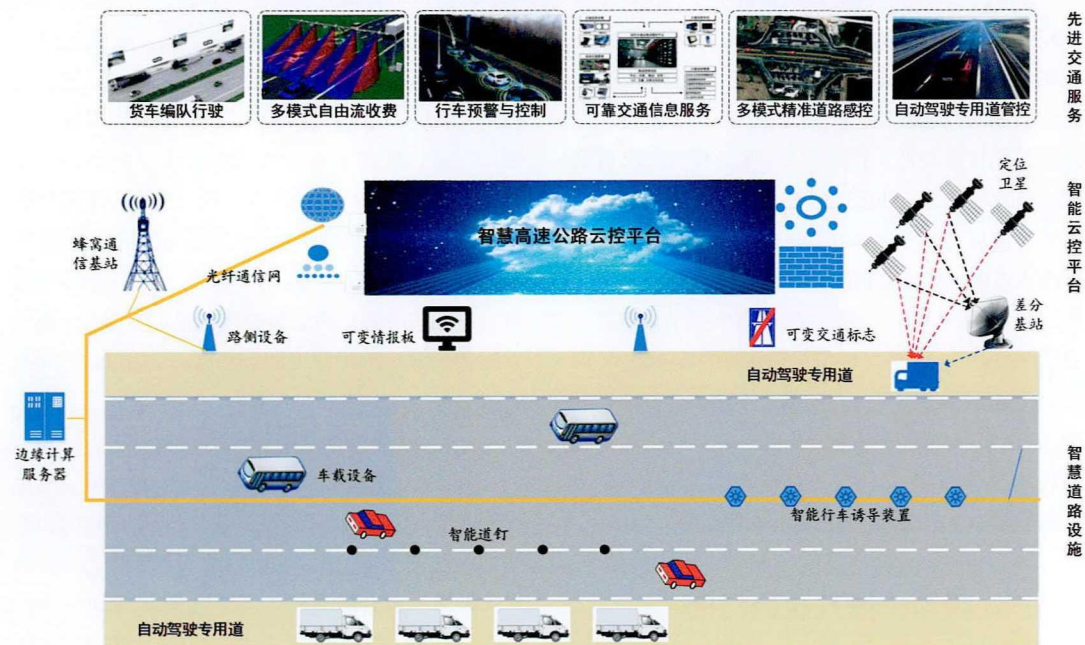 货车编队行驶
多模式自由流收费
行车预警与控制
可靠交通信息服务
多模式精准道路感控
自动驾驶专用道管控
先进交通服务
定位
卫星
智能云控平台
蜂窝通
信基站
智慧高速公路云控平台
光纤通信网
差分
基站
路侧设备
可变情报板
可变交通标志
自动驾驶专用道
边缘计算
服务器
车载设备
智慧道路设施
智能行车诱导装置
智能道钉
自动驾驶专用道